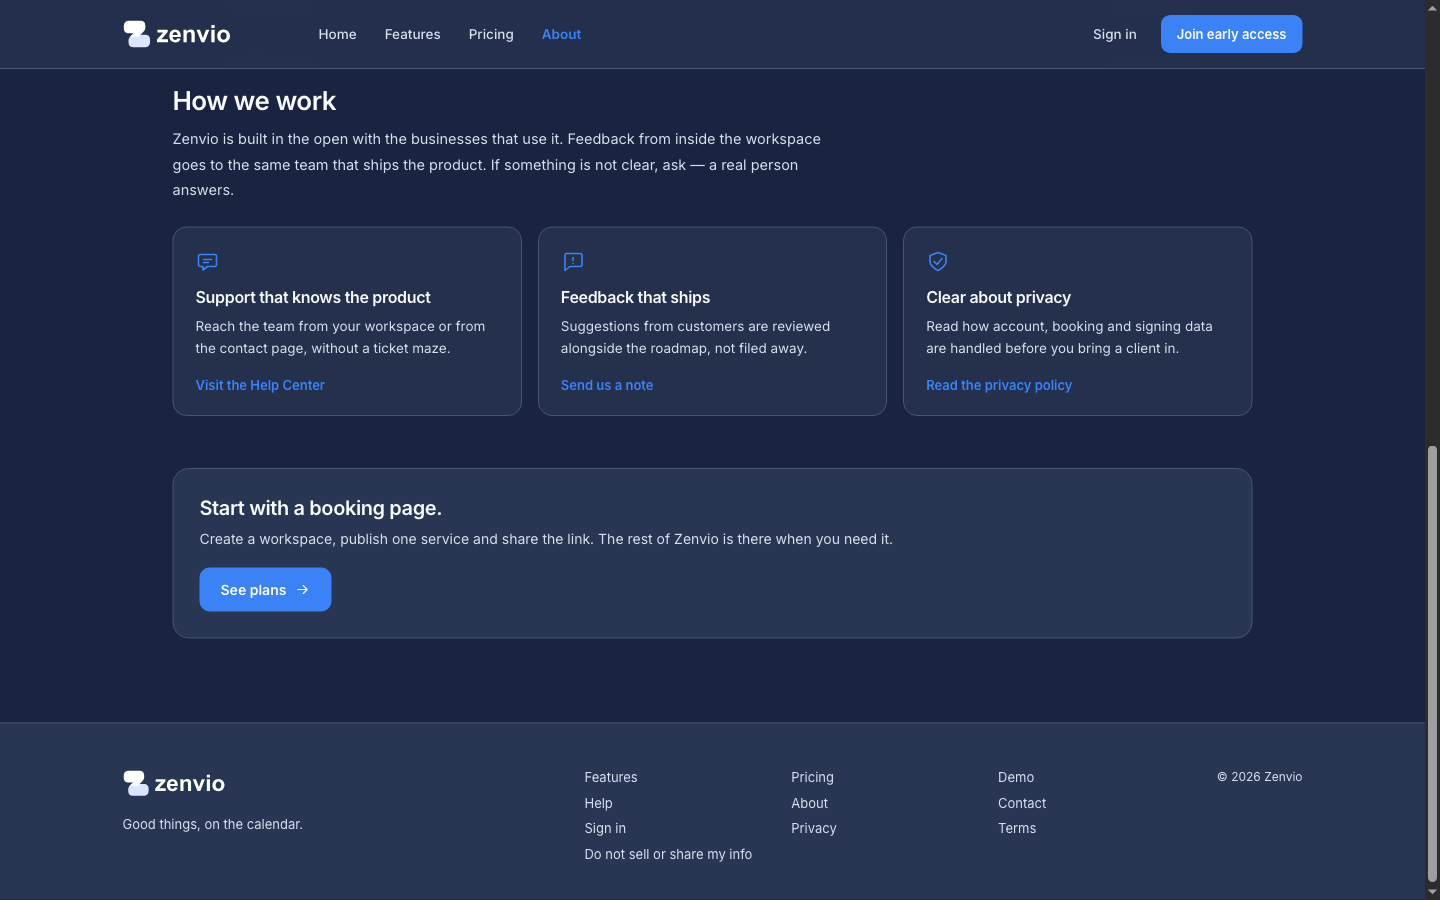 zenvio
Home
Features
Pricing
About
Sign in
Join early access
How we work
Zenvio is built in the open with the businesses that use it. Feedback from inside the workspace
goes to the same team that ships the product. If something is not clear, ask — a real person
answers.
Support that knows the product
Reach the team from your workspace or from
the contact page, without a ticket maze.
Visit the Help Center
Feedback that ships
Suggestions from customers are reviewed
alongside the roadmap, not filed away.
Send us a note
Clear about privacy
Read how account, booking and signing data
are handled before you bring a client in.
Read the privacy policy
Start with a booking page.
Create a workspace, publish one service and share the link. The rest of Zenvio is there when you need it.
See plans
zenvio
Good things, on the calendar.
Features
Help
Sign in
Do not sell or share my info
Pricing
About
Privacy
Demo
Contact
Terms
© 2026 Zenvio